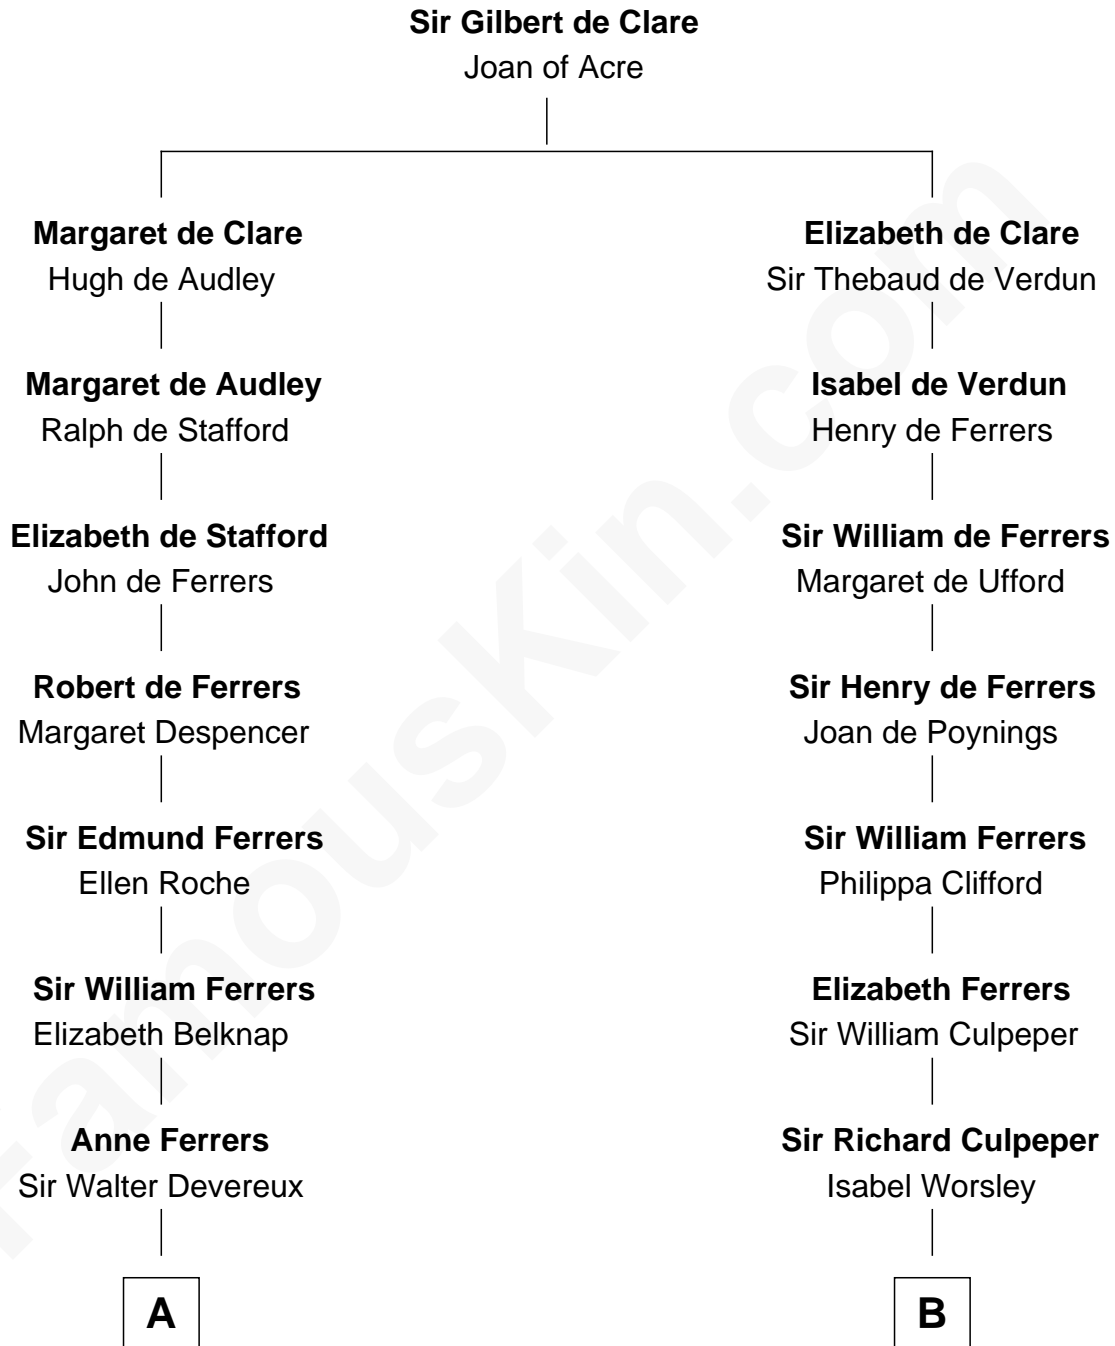 Sir Gilbert de Clare
Joan of Acre
Margaret de Clare
Hugh de Audley
Elizabeth de Clare
Sir Thebaud de Verdun
Margaret de Audley
Ralph de Stafford
Isabel de Verdun
Henry de Ferrers
Elizabeth de Stafford
John de Ferrers
Sir William de Ferrers
Margaret de Ufford
Robert de Ferrers
Margaret Despencer
Sir Henry de Ferrers
Joan de Poynings
Sir Edmund Ferrers
Ellen Roche
Sir William Ferrers
Philippa Clifford
Sir William Ferrers
Elizabeth Belknap
Elizabeth Ferrers
Sir William Culpeper
Anne Ferrers
Sir Walter Devereux
Sir Richard Culpeper
Isabel Worsley
A
B
FamousKin.com